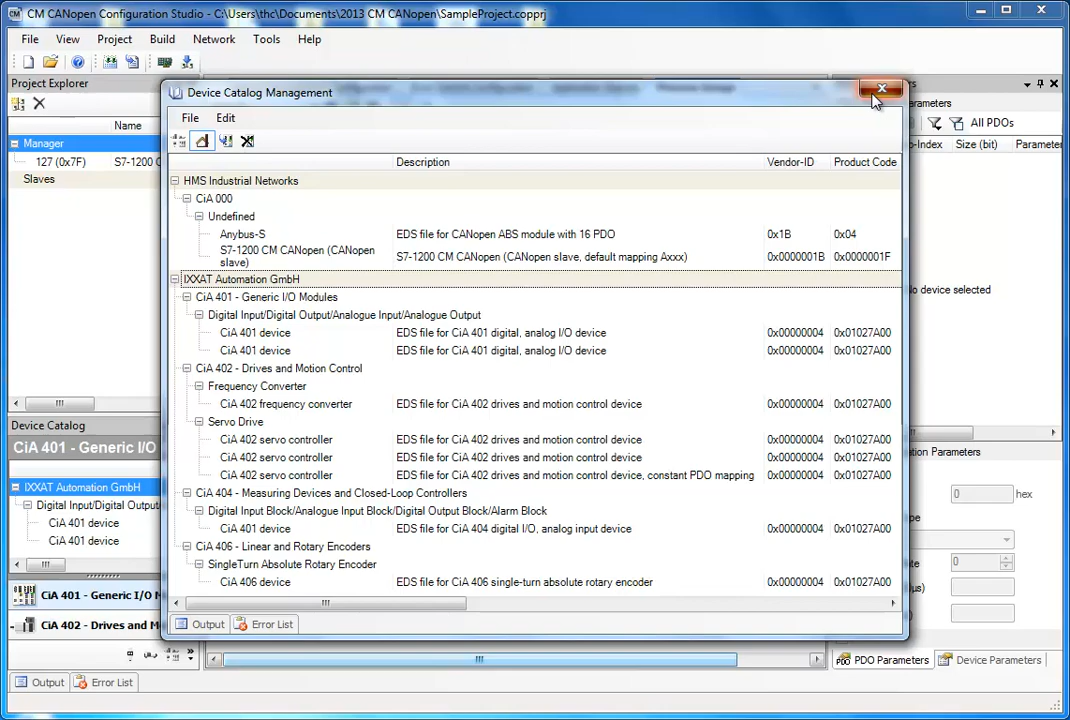 CM CANopen Configuration Studio - C:\Users\thc\Documents\2013 CM CANopen\SampleProject.copprj
File View Project Build Network Tools Help
Project Explorer
Name
Manager
127 (0x7F) S7-1200 C
Slaves
Device Catalog
CiA 401 - Generic I/O
IXXAT Automation GmbH
Digital Input/Digital Output
CiA 401 device
CiA 401 device
CiA 401 - Generic I/O M
CiA 402 - Drives and M
Output Error List
Device Catalog Management
File Edit
Description Vendor-ID Product Code
HMS Industrial Networks
CiA 000
Undefined
Anybus-S EDS file for CANopen ABS module with 16 PDO 0x1B 0x04
S7-1200 CM CANopen (CANopen slave) S7-1200 CM CANopen (CANopen slave, default mapping Axxx) 0x0000001B 0x0000001F
IXXAT Automation GmbH
CiA 401 - Generic I/O Modules
Digital Input/Digital Output/Analogue Input/Analogue Output
CiA 401 device EDS file for CiA 401 digital, analog I/O device 0x00000004 0x01027A00
CiA 401 device EDS file for CiA 401 digital, analog I/O device 0x00000004 0x01027A00
CiA 402 - Drives and Motion Control
Frequency Converter
CiA 402 frequency converter EDS file for CiA 402 drives and motion control device 0x00000004 0x01027A00
Servo Drive
CiA 402 servo controller EDS file for CiA 402 drives and motion control device 0x00000004 0x01027A00
CiA 402 servo controller EDS file for CiA 402 drives and motion control device 0x00000004 0x01027A00
CiA 402 servo controller EDS file for CiA 402 drives and motion control device, constant PDO mapping 0x00000004 0x01027A00
CiA 404 - Measuring Devices and Closed-Loop Controllers
Digital Input Block/Analogue Input Block/Digital Output Block/Alarm Block
CiA 401 device EDS file for CiA 404 digital I/O, analog input device 0x00000004 0x01027A00
CiA 406 - Linear and Rotary Encoders
SingleTurn Absolute Rotary Encoder
CiA 406 device EDS file for CiA 406 single-turn absolute rotary encoder 0x00000004 0x01027A00
Output Error List
arameters
All PDOs
o-Index Size (bit) Parameter
No device selected
tion Parameters
0 hex
ype
ate 0
µs)
PDO Parameters Device Parameters